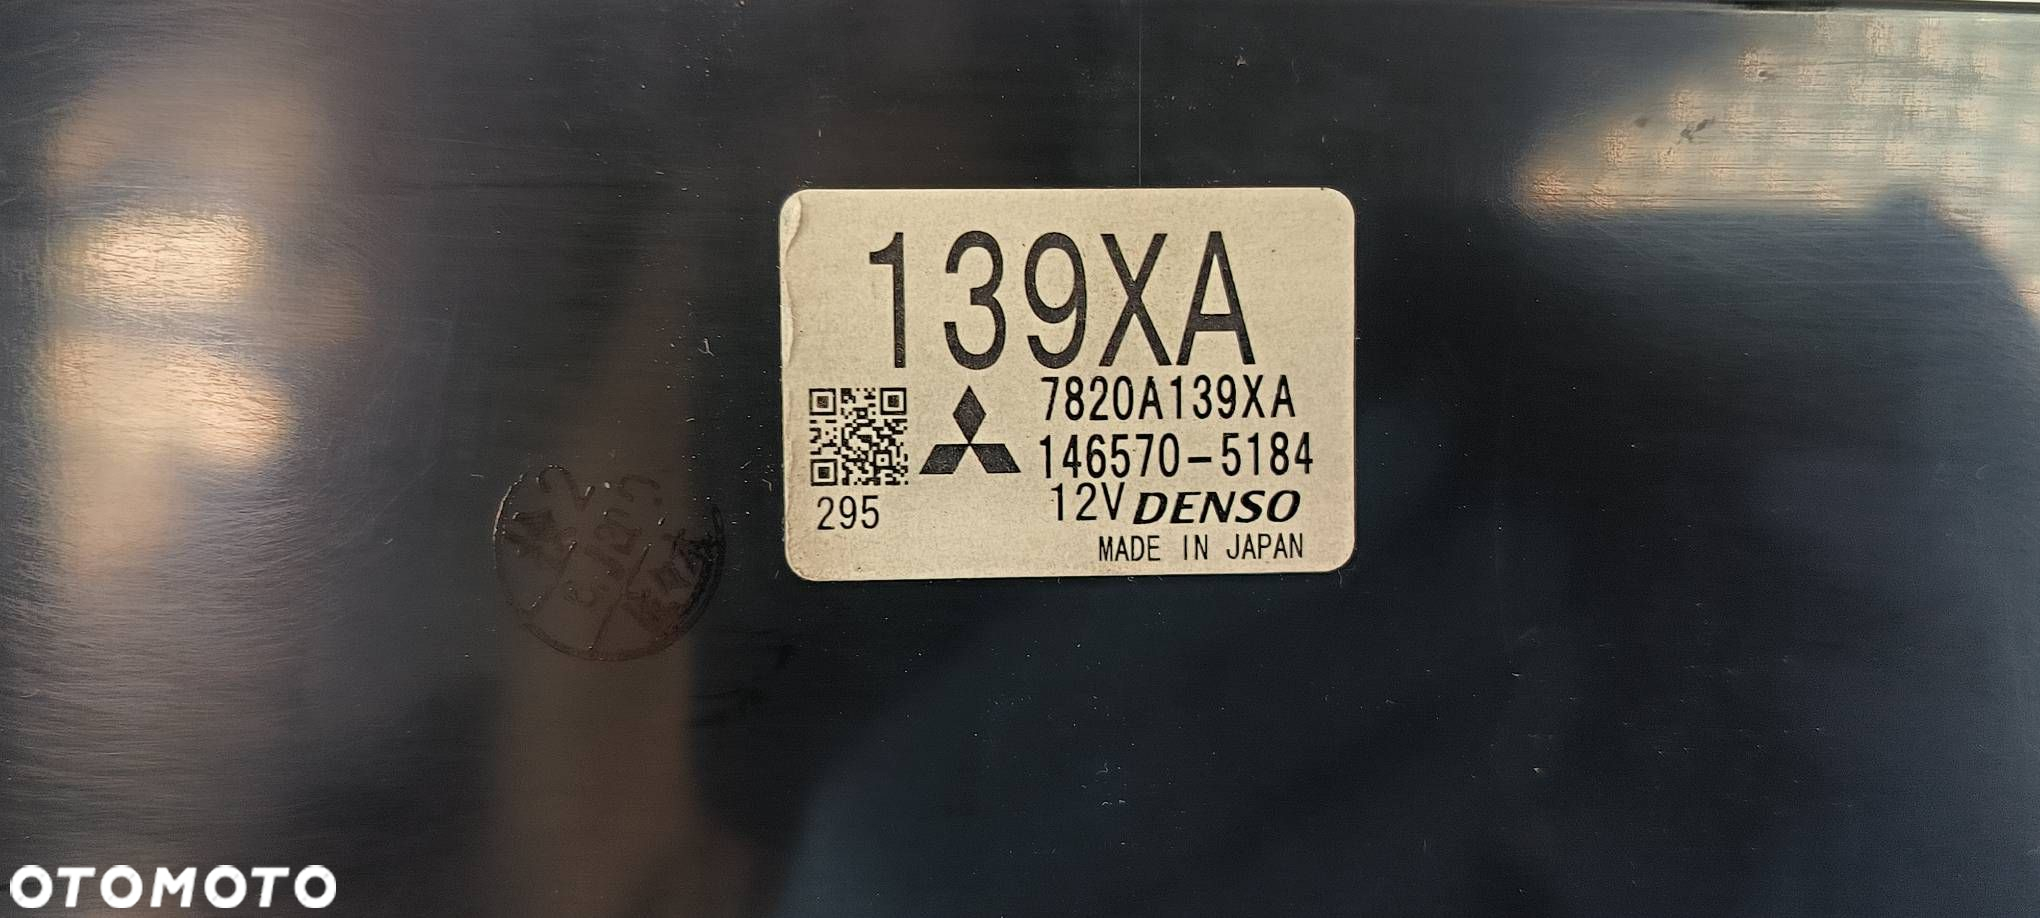 139XA
7820A139XA
146570-5184
295
12V DENSO
MADE IN JAPAN
OTOMOTO